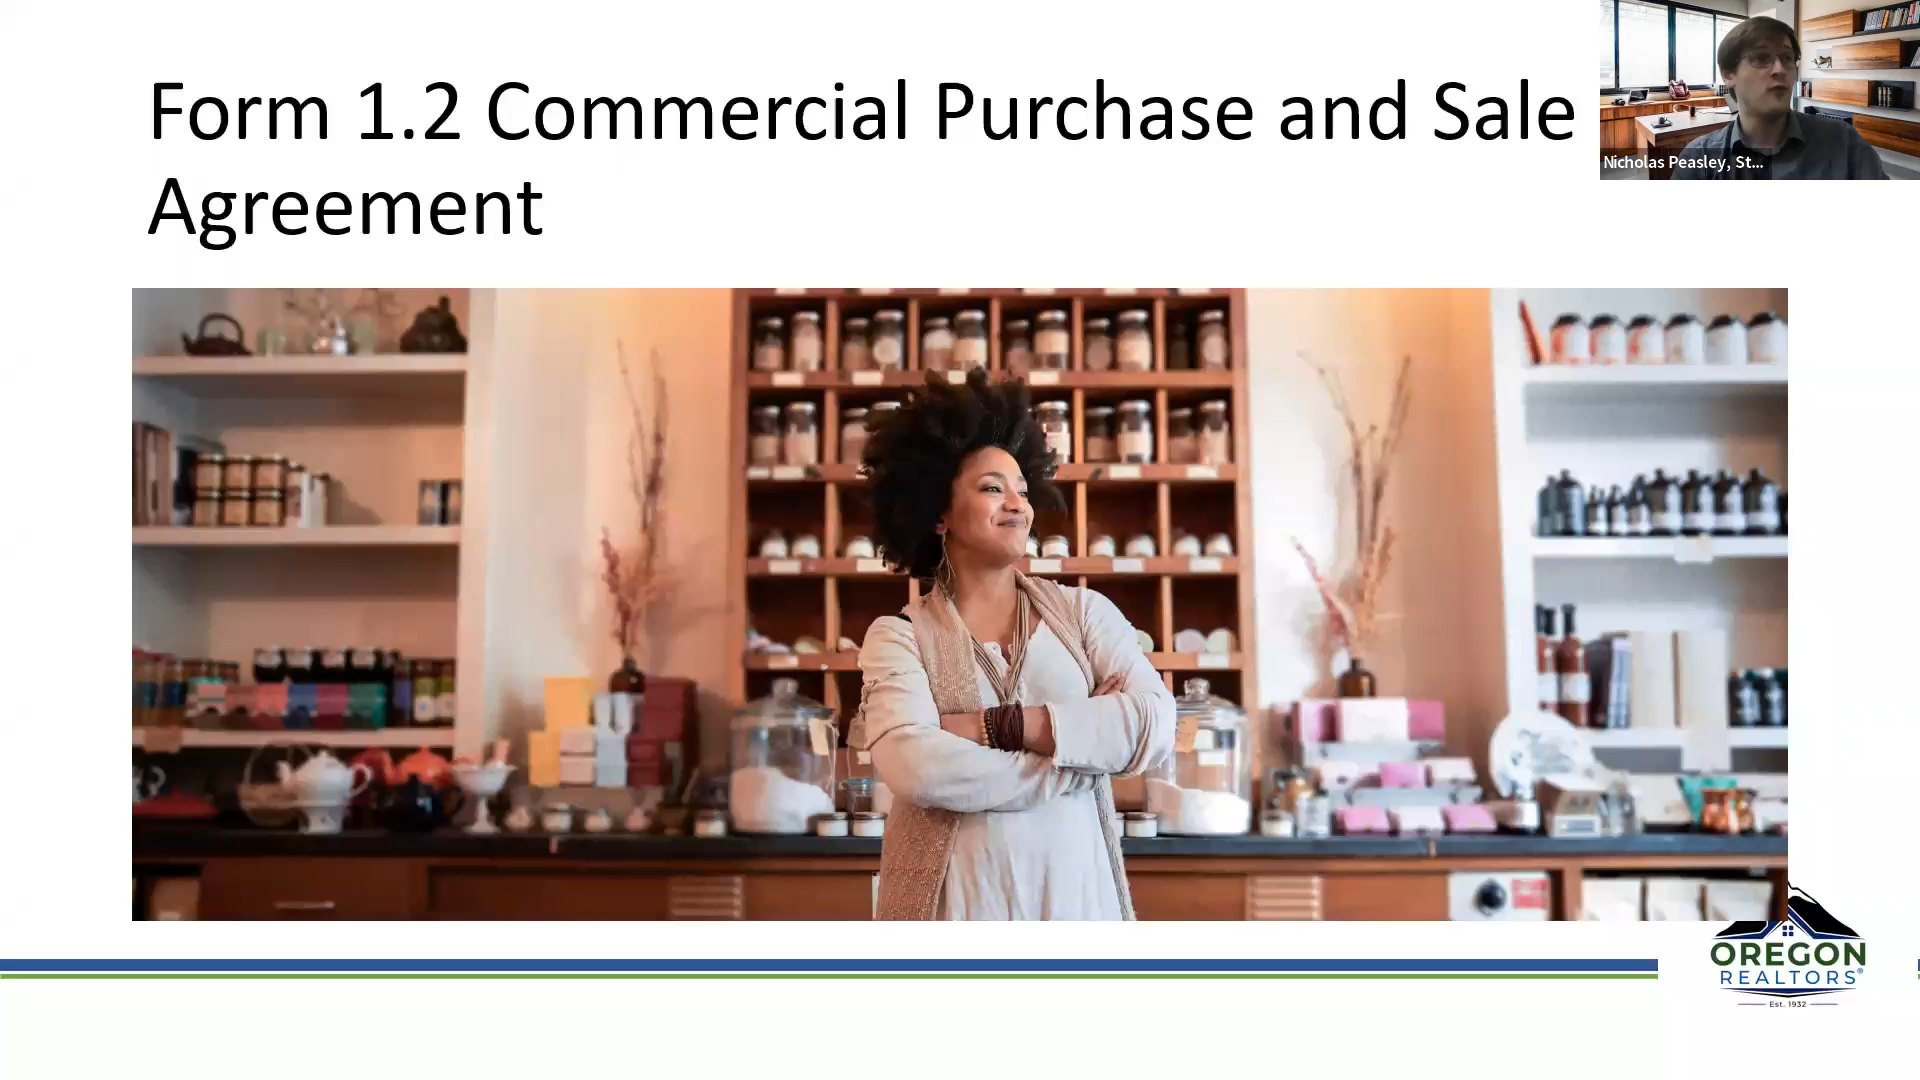 Form 1.2 Commercial Purchase and Sale
Agreement
Nicholas Peasley, St...
OREGON
REALTORS®
Est. 1932